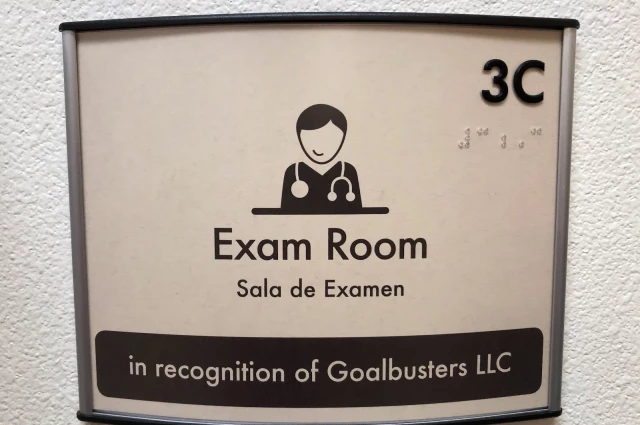 3C
Exam Room
Sala de Examen
in recognition of Goalbusters LLC